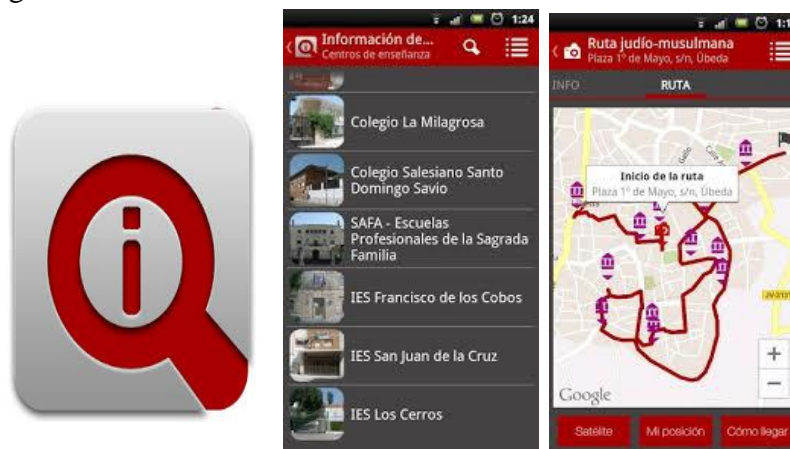 i
1:24
Información de...
Centros de enseñanza
Colegio La Milagrosa
Colegio Salesiano Santo
Domingo Savio
SAFA - Escuelas
Profesionales de la Sagrada
Familia
IES Francisco de los Cobos
IES San Juan de la Cruz
IES Los Cerros
Ruta judío-musulmana
Plaza 1º de Mayo, s/n, Úbeda
INFO
RUTA
Inicio de la ruta
Plaza 1º de Mayo, s/n, Úbeda
Gallo
+
−
Google
Satélite
Mi posición
Cómo llegar